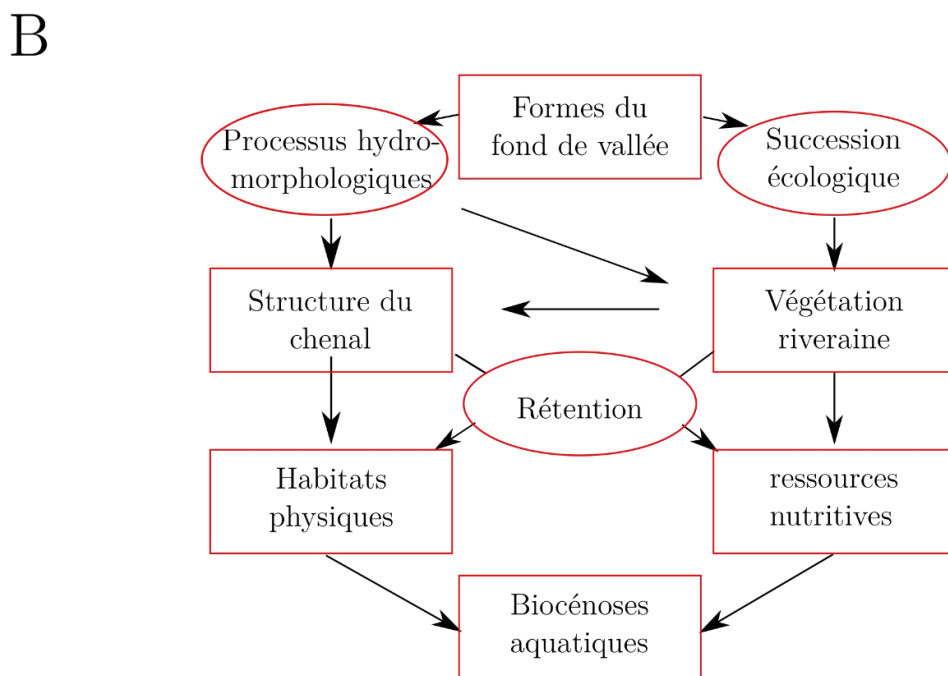 B
Formes du
fond de vallée
Processus hydro-
morphologiques
Succession
écologique
Structure du
chenal
Végétation
riveraine
Rétention
Habitats
physiques
ressources
nutritives
Biocénoses
aquatiques